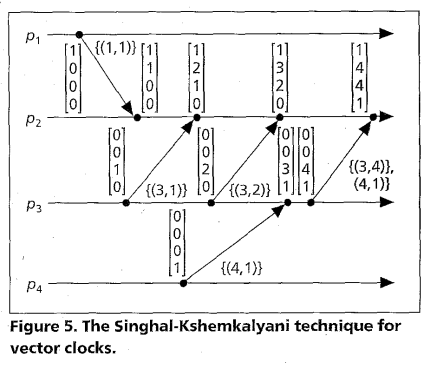 p1
{(1,1)}
[1 0 0 0]
[1 1 0 0]
[1 2 1 0]
[1 3 2 0]
[1 4 4 1]
p2
[0 0 1 0]
{(3,1)}
[0 0 2 0]
{(3,2)}
[0 0 3 1]
[0 0 4 1]
{(3,4)},
(4,1)}
p3
[0 0 0 1]
{(4,1)}
p4
Figure 5. The Singhal-Kshemkalyani technique for
vector clocks.